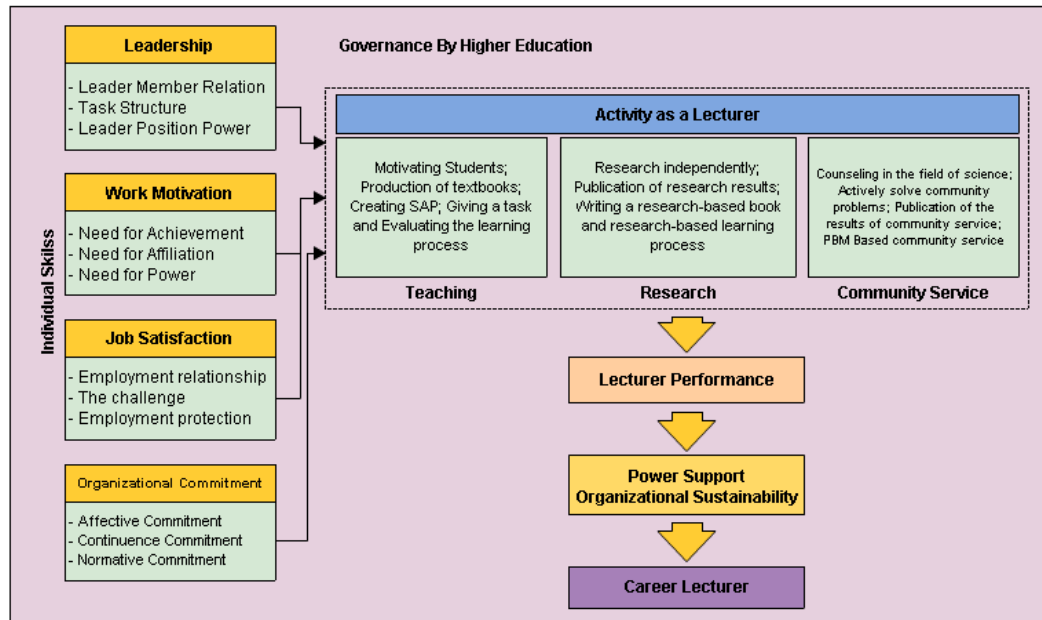 Leadership
- Leader Member Relation
- Task Structure
- Leader Position Power
Work Motivation
- Need for Achievement
- Need for Affiliation
- Need for Power
Job Satisfaction
- Employment relationship
- The challenge
- Employment protection
Organizational Commitment
- Affective Commitment
- Continuence Commitment
- Normative Commitment
Individual Skilss
Governance By Higher Education
Activity as a Lecturer
Motivating Students;
Production of textbooks;
Creating SAP; Giving a task
and Evaluating the learning
process
Teaching
Research independently;
Publication of research results;
Writing a research-based book
and research-based learning
process
Research
Counseling in the field of science;
Actively solve community
problems; Publication of the
results of community service;
PBM Based community service
Community Service
Lecturer Performance
Power Support
Organizational Sustainability
Career Lecturer